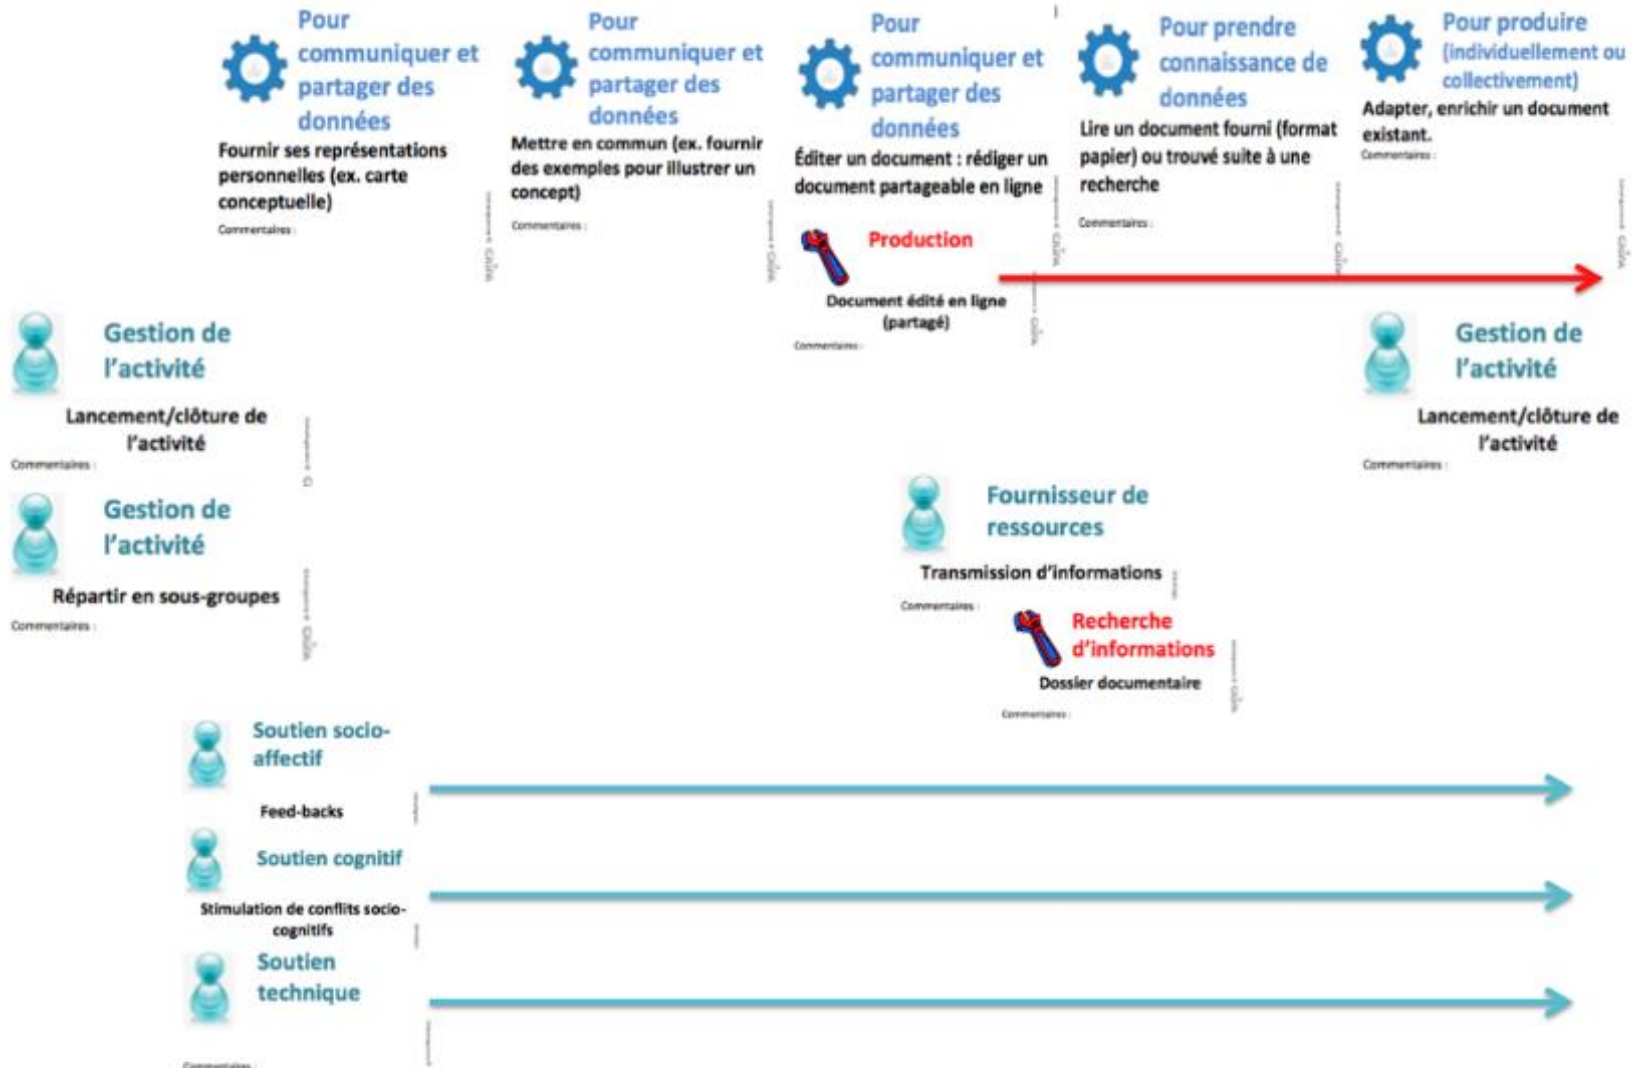 Pour
communiquer et
partager des
données
Fournir ses représentations
personnelles (ex. carte
conceptuelle)
Commentaires :
Pour
communiquer et
partager des
données
Mettre en commun (ex. fournir
des exemples pour illustrer un
concept)
Commentaires :
Pour
communiquer et
partager des
données
Éditer un document : rédiger un
document partageable en ligne
Production
Document édité en ligne
(partagé)
Commentaires :
Pour prendre
connaissance de
données
Lire un document fourni (format
papier) ou trouvé suite à une
recherche
Commentaires :
Pour produire
(individuellement ou
collectivement)
Adapter, enrichir un document
existant.
Commentaires :
Gestion de
l'activité
Lancement/clôture de
l'activité
Commentaires :
Gestion de
l'activité
Lancement/clôture de
l'activité
Commentaires :
Gestion de
l'activité
Répartir en sous-groupes
Commentaires :
Fournisseur de
ressources
Transmission d'informations
Commentaires :
Recherche
d'informations
Dossier documentaire
Commentaires :
Soutien socio-
affectif
Feed-backs
Soutien cognitif
Stimulation de conflits socio-
cognitifs
Soutien
technique
Commentaires :